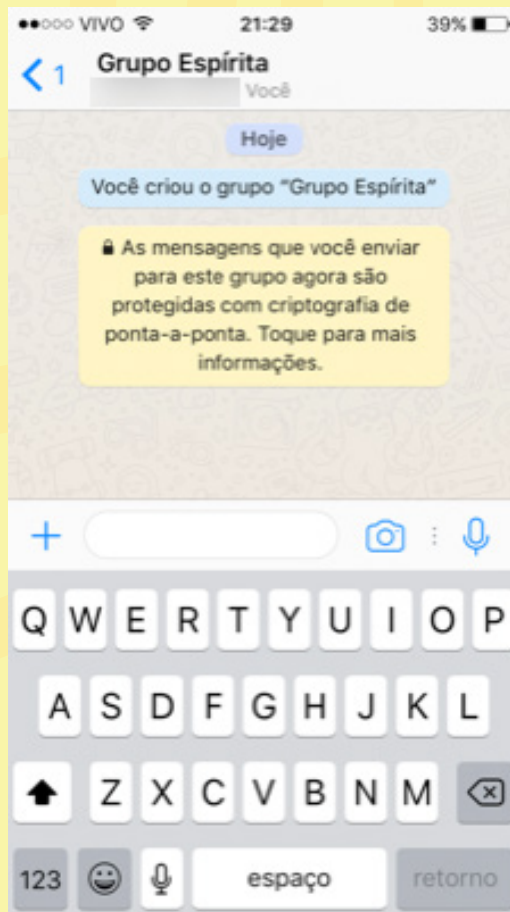 VIVO 21:29 39%
1 Grupo Espírita
Você
Hoje
Você criou o grupo “Grupo Espírita”
As mensagens que você enviar
para este grupo agora são
protegidas com criptografia de
ponta-a-ponta. Toque para mais
informações.
Q W E R T Y U I O P
A S D F G H J K L
Z X C V B N M
123 espaço retorno